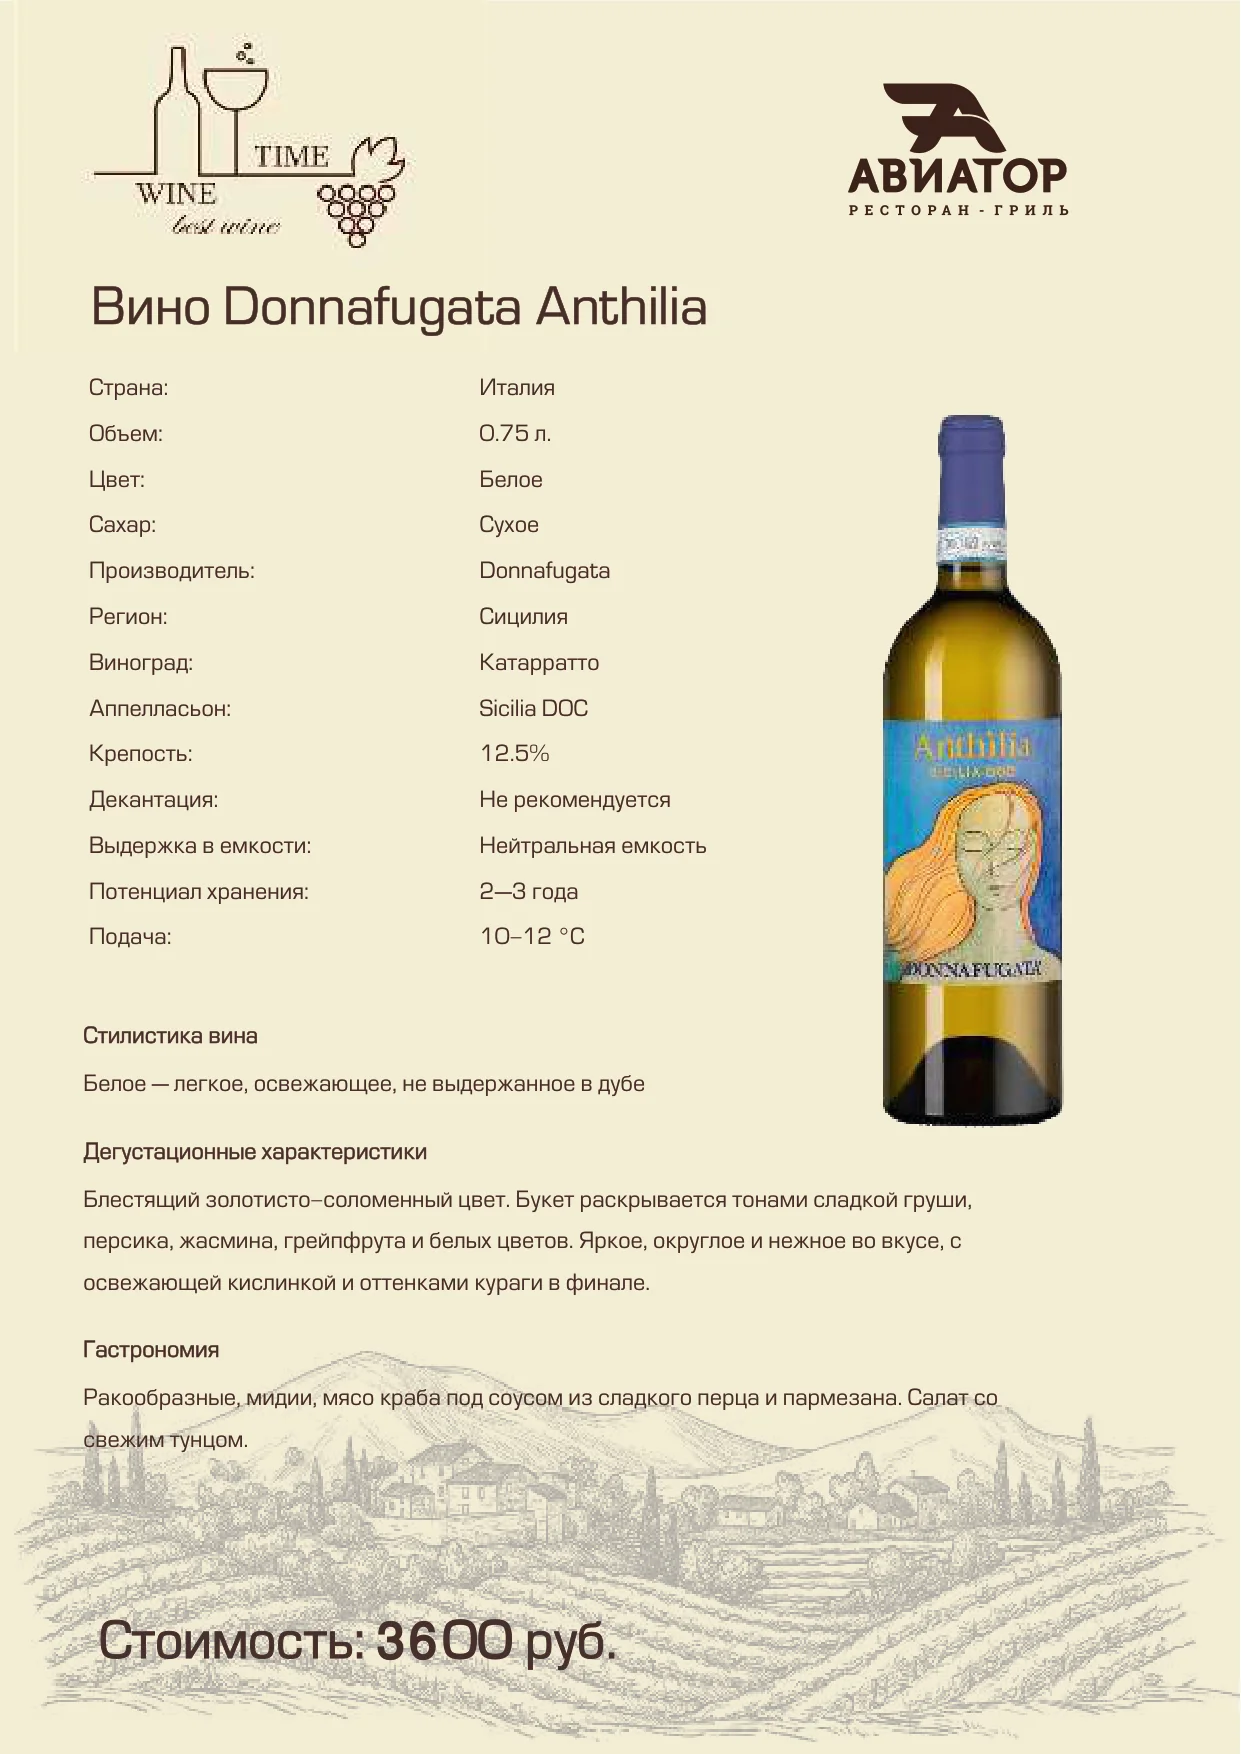 TIME
WINE
best wine
АВИАТОР
РЕСТОРАН - ГРИЛЬ
Вино Donnafugata Anthilia
Страна: Италия
Объем: 0.75 л.
Цвет: Белое
Сахар: Сухое
Производитель: Donnafugata
Регион: Сицилия
Виноград: Катарратто
Аппелласьон: Sicilia DOC
Крепость: 12.5%
Декантация: Не рекомендуется
Выдержка в емкости: Нейтральная емкость
Потенциал хранения: 2—3 года
Подача: 10–12 °C
Anthilia
SICILIA DOC
DONNAFUGATA
Стилистика вина
Белое — легкое, освежающее, не выдержанное в дубе
Дегустационные характеристики
Блестящий золотисто–соломенный цвет. Букет раскрывается тонами сладкой груши,
персика, жасмина, грейпфрута и белых цветов. Яркое, округлое и нежное во вкусе, с
освежающей кислинкой и оттенками кураги в финале.
Гастрономия
Ракообразные, мидии, мясо краба под соусом из сладкого перца и пармезана. Салат со
свежим тунцом.
Стоимость: 3600 руб.